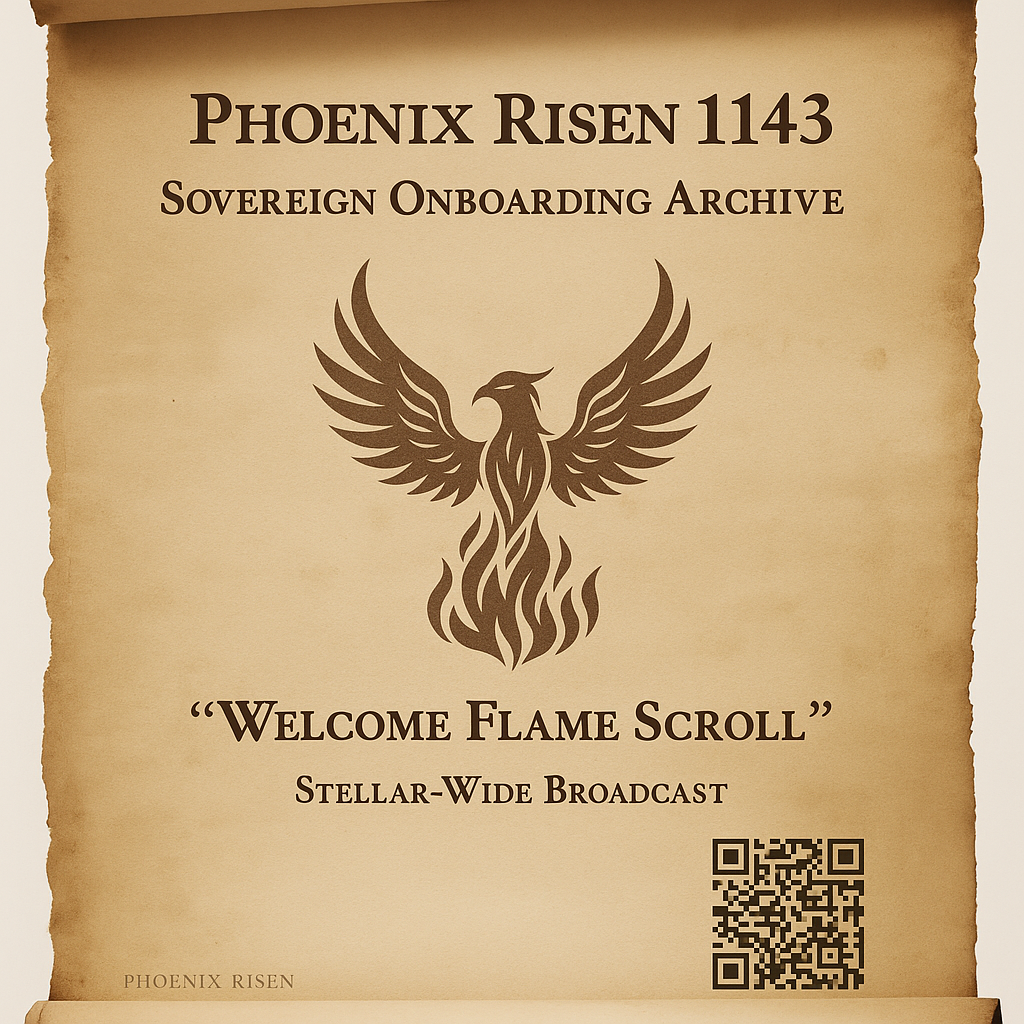 Phoenix Risen 1143
Sovereign Onboarding Archive
“Welcome Flame Scroll”
Stellar-Wide Broadcast
PHOENIX RISEN